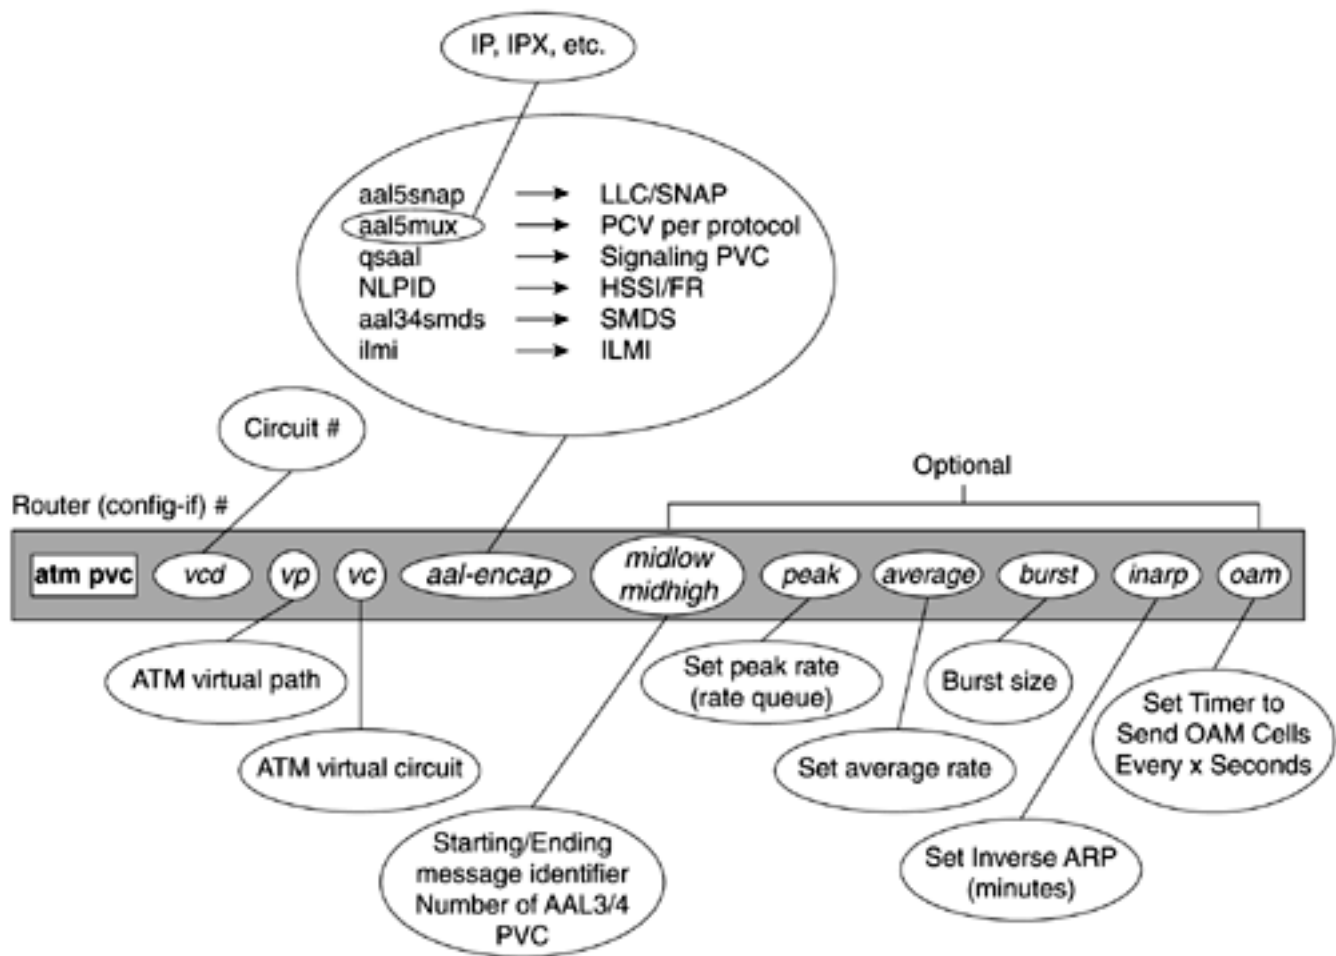 IP, IPX, etc.
aal5snap LLC/SNAP
aal5mux PCV per protocol
qsaal Signaling PVC
NLPID HSSI/FR
aal34smds SMDS
ilmi ILMI
Circuit #
Optional
Router (config-if) #
atm pvc vcd vp vc aal-encap midlow midhigh peak average burst inarp oam
ATM virtual path
Set peak rate
(rate queue)
Burst size
Set Timer to
Send OAM Cells
Every x Seconds
ATM virtual circuit
Set average rate
Starting/Ending
message identifier
Number of AAL3/4
PVC
Set Inverse ARP
(minutes)